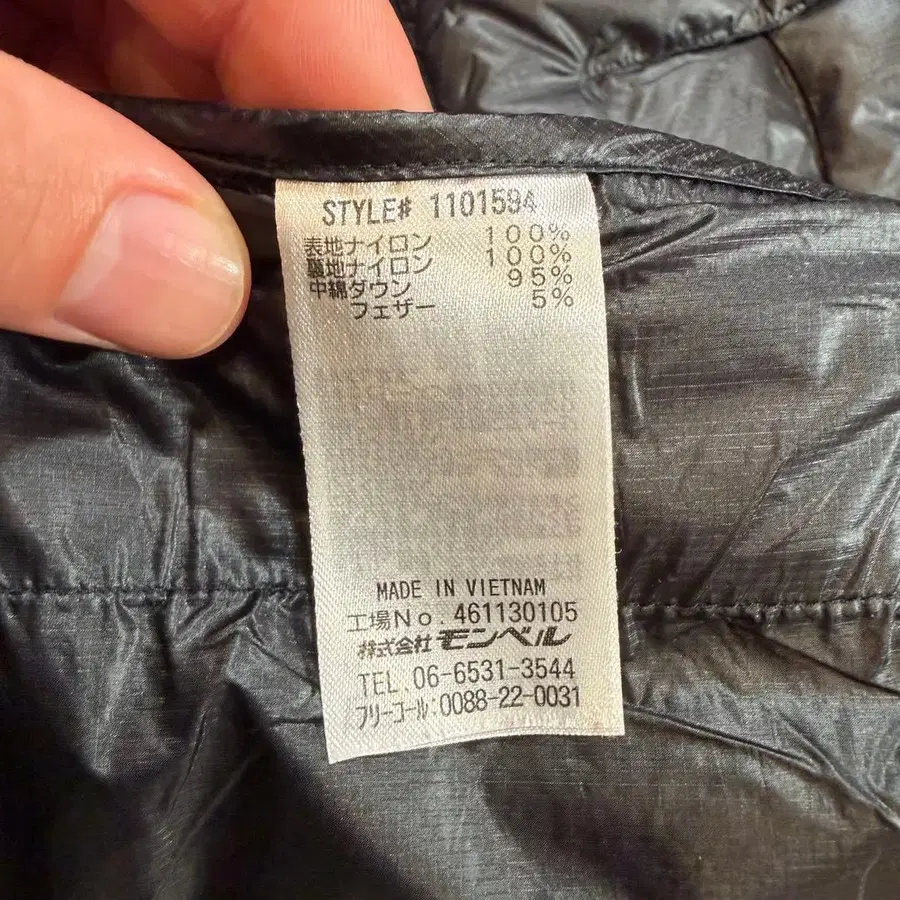 STYLE# 1101594
表地ナイロン 100%
裏地ナイロン 100%
中綿ダウン 95%
フェザー 5%
MADE IN VIETNAM
工場No. 461130105
株式会社 モンベル
TEL.06-6531-3544
フリーコール:0088-22-0031